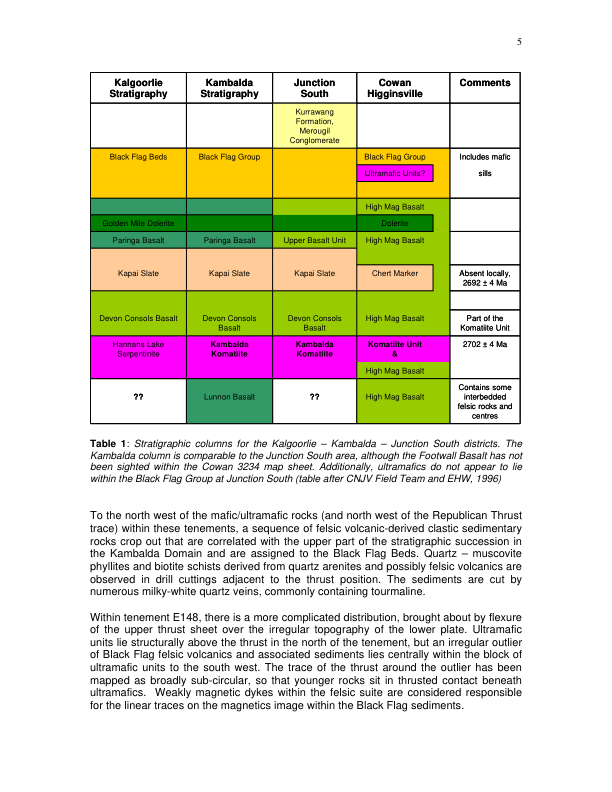 5
Kalgoorlie Stratigraphy
Kambalda Stratigraphy
Junction South
Cowan Higginsville
Comments
Kurrawang Formation, Merougil Conglomerate
Black Flag Beds
Black Flag Group
Black Flag Group
Includes mafic sills
Ultramafic Units?
High Mag Basalt
Golden Mile Dolerite
Dolerite
Paringa Basalt
Paringa Basalt
Upper Basalt Unit
High Mag Basalt
Kapai Slate
Kapai Slate
Kapai Slate
Chert Marker
Absent locally, 2692 ± 4 Ma
Devon Consols Basalt
Devon Consols Basalt
Devon Consols Basalt
High Mag Basalt
Part of the Komatiite Unit
Hannans Lake Serpentinite
Kambalda Komatiite
Kambalda Komatiite
Komatiite Unit &
2702 ± 4 Ma
High Mag Basalt
??
Lunnon Basalt
??
High Mag Basalt
Contains some interbedded felsic rocks and centres
Table 1: Stratigraphic columns for the Kalgoorlie – Kambalda – Junction South districts. The
Kambalda column is comparable to the Junction South area, although the Footwall Basalt has not
been sighted within the Cowan 3234 map sheet. Additionally, ultramafics do not appear to lie
within the Black Flag Group at Junction South (table after CNJV Field Team and EHW, 1996)
To the north west of the mafic/ultramafic rocks (and north west of the Republican Thrust
trace) within these tenements, a sequence of felsic volcanic-derived clastic sedimentary
rocks crop out that are correlated with the upper part of the stratigraphic succession in
the Kambalda Domain and are assigned to the Black Flag Beds. Quartz – muscovite
phyllites and biotite schists derived from quartz arenites and possibly felsic volcanics are
observed in drill cuttings adjacent to the thrust position. The sediments are cut by
numerous milky-white quartz veins, commonly containing tourmaline.
Within tenement E148, there is a more complicated distribution, brought about by flexure
of the upper thrust sheet over the irregular topography of the lower plate. Ultramafic
units lie structurally above the thrust in the north of the tenement, but an irregular outlier
of Black Flag felsic volcanics and associated sediments lies centrally within the block of
ultramafic units to the south west. The trace of the thrust around the outlier has been
mapped as broadly sub-circular, so that younger rocks sit in thrusted contact beneath
ultramafics. Weakly magnetic dykes within the felsic suite are considered responsible
for the linear traces on the magnetics image within the Black Flag sediments.